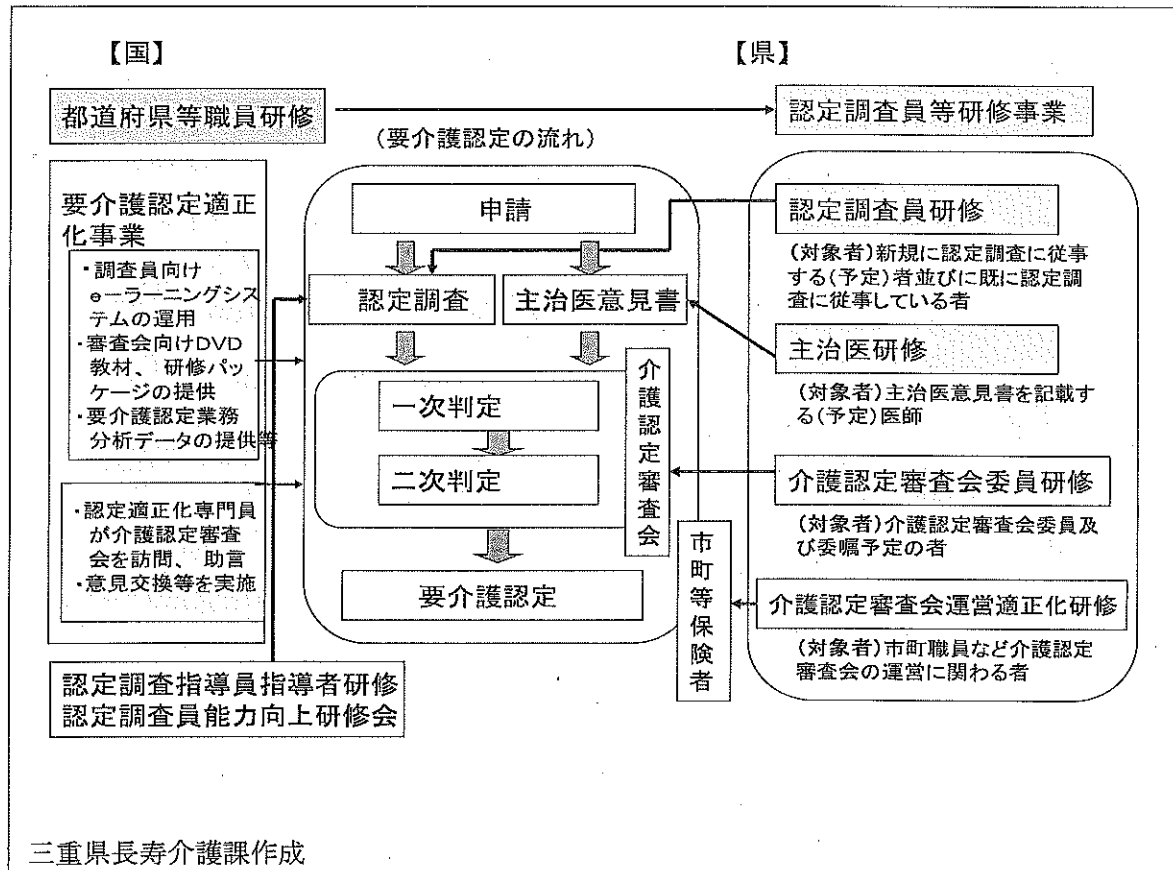 【国】
【県】
都道府県等職員研修
認定調査員等研修事業
(要介護認定の流れ)
要介護認定適正
化事業
・調査員向け
eーラーニングシス
テムの運用
・審査会向けDVD
教材、研修パッ
ケージの提供
・要介護認定業務
分析データの提供等
・認定適正化専門員
が介護認定審査
会を訪問、助言
・意見交換等を実施
認定調査指導員指導者研修
認定調査員能力向上研修会
申請
認定調査
主治医意見書
一次判定
二次判定
介護認定審査会
要介護認定
市町等保険者
認定調査員研修
(対象者)新規に認定調査に従事
する(予定)者並びに既に認定調
査に従事している者
主治医研修
(対象者)主治医意見書を記載す
る(予定)医師
介護認定審査会委員研修
(対象者)介護認定審査会委員及
び委嘱予定の者
介護認定審査会運営適正化研修
(対象者)市町職員など介護認定
審査会の運営に関わる者
三重県長寿介護課作成